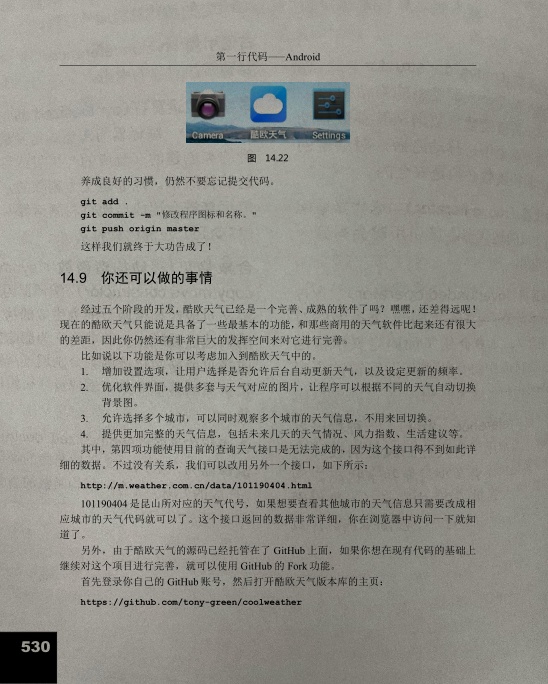 第一行代码——Android
Camera 酷欧天气 Settings
图 14.22
养成良好的习惯，仍然不要忘记提交代码。
git add .
git commit -m "修改程序图标和名称。"
git push origin master
这样我们就终于大功告成了！
14.9 你还可以做的事情
经过五个阶段的开发，酷欧天气已经是一个完善、成熟的软件了吗？嘿嘿，还差得远呢！
现在的酷欧天气只能说是具备了一些最基本的功能，和那些商用的天气软件比起来还有很大
的差距，因此你仍然还有非常巨大的发挥空间来对它进行完善。
比如说以下功能是你可以考虑加入到酷欧天气中的。
1. 增加设置选项，让用户选择是否允许后台自动更新天气，以及设定更新的频率。
2. 优化软件界面，提供多套与天气对应的图片，让程序可以根据不同的天气自动切换
背景图。
3. 允许选择多个城市，可以同时观察多个城市的天气信息，不用来回切换。
4. 提供更加完整的天气信息，包括未来几天的天气情况、风力指数、生活建议等。
其中，第四项功能使用目前的查询天气接口是无法完成的，因为这个接口得不到如此详
细的数据。不过没有关系，我们可以改用另外一个接口，如下所示：
http://m.weather.com.cn/data/101190404.html
101190404 是昆山所对应的天气代号，如果想要查看其他城市的天气信息只需要改成相
应城市的天气代码就可以了。这个接口返回的数据非常详细，你在浏览器中访问一下就知
道了。
另外，由于酷欧天气的源码已经托管在了 GitHub 上面，如果你想在现有代码的基础上
继续对这个项目进行完善，就可以使用 GitHub 的 Fork 功能。
首先登录你自己的 GitHub 账号，然后打开酷欧天气版本库的主页：
https://github.com/tony-green/coolweather
530